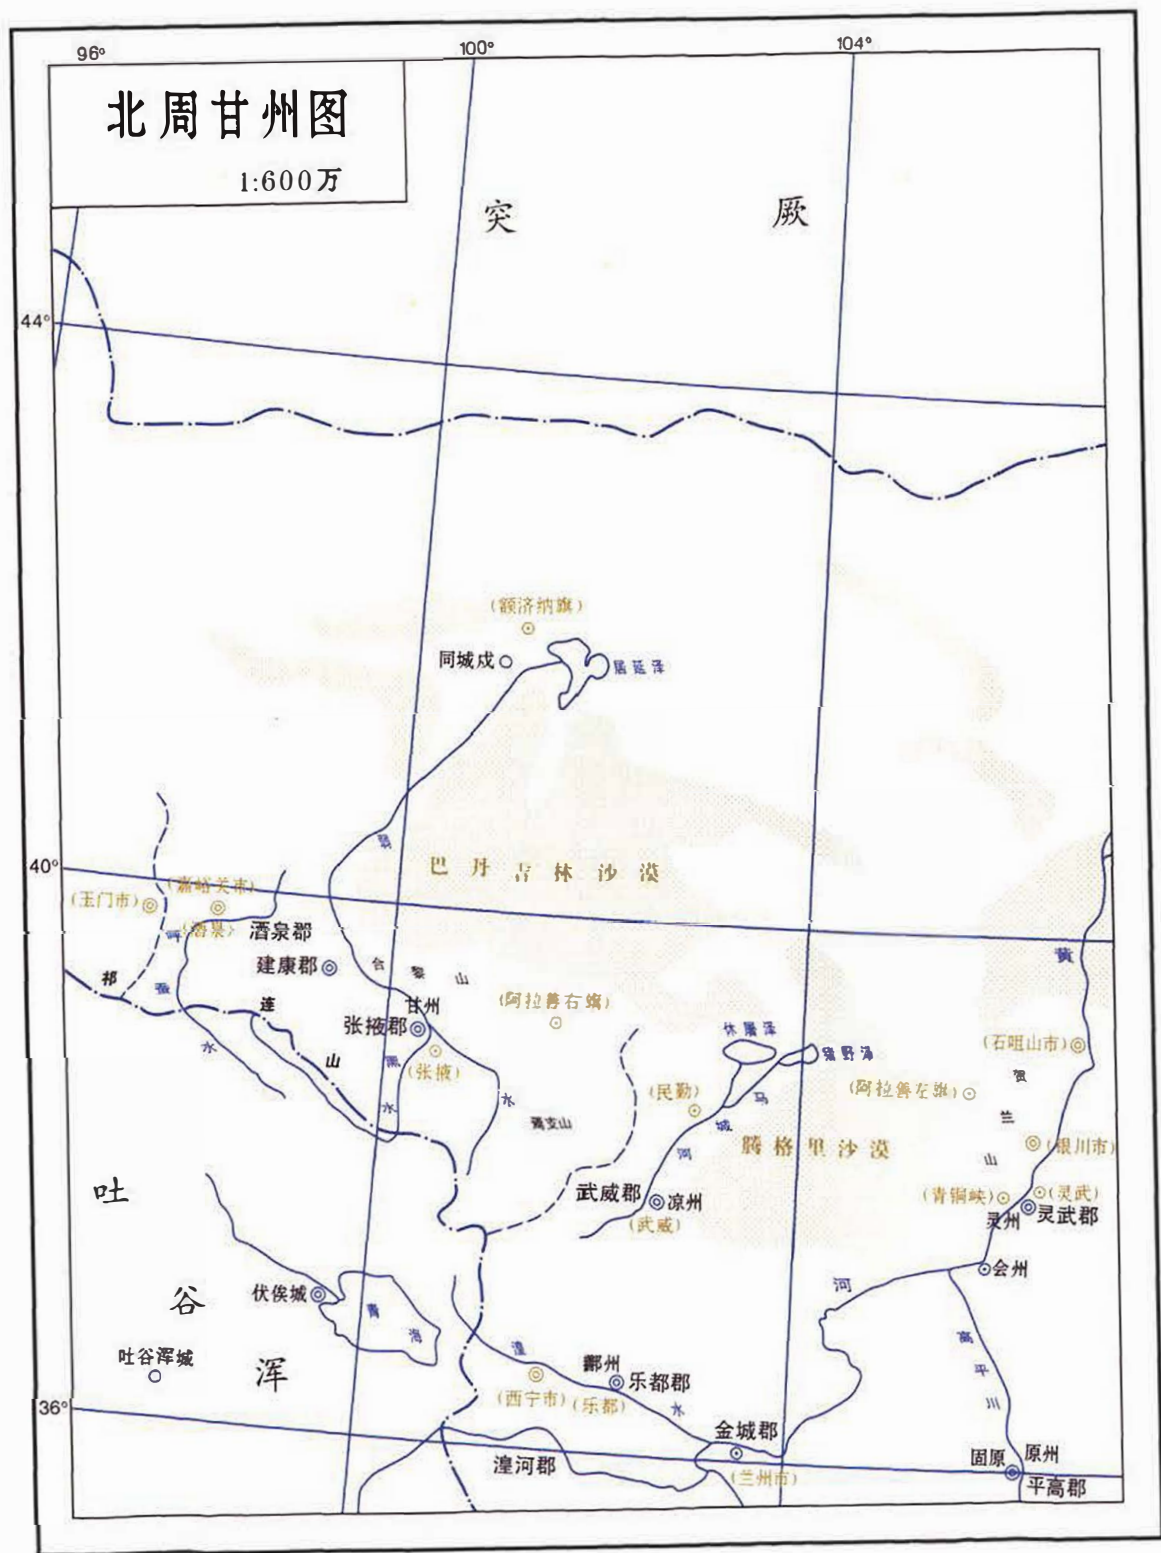 96°
100°
104°
北周甘州图
1:600万
突厥
44°
(额济纳旗)
同城戍
居延泽
弱
巴丹吉林沙漠
40°
(玉门市)
(嘉峪关市)
(酒泉)
酒泉郡
呼
蚕
水
建康郡
合黎山
祁连山
甘州
张掖郡
(张掖)
黑水
水
(阿拉善右旗)
焉支山
休屠泽
猪野泽
(民勤)
马城河
腾格里沙漠
黄
(石咀山市)
(阿拉善左旗)
贺兰山
(银川市)
(青铜峡)
(灵武)
灵州
灵武郡
武威郡
凉州
(武威)
会州
河
高平川
吐谷浑
伏俟城
青海
吐谷浑城
湟水
鄯州
乐都郡
(西宁市)
(乐都)
36°
金城郡
(兰州市)
湟河郡
固原
原州
平高郡